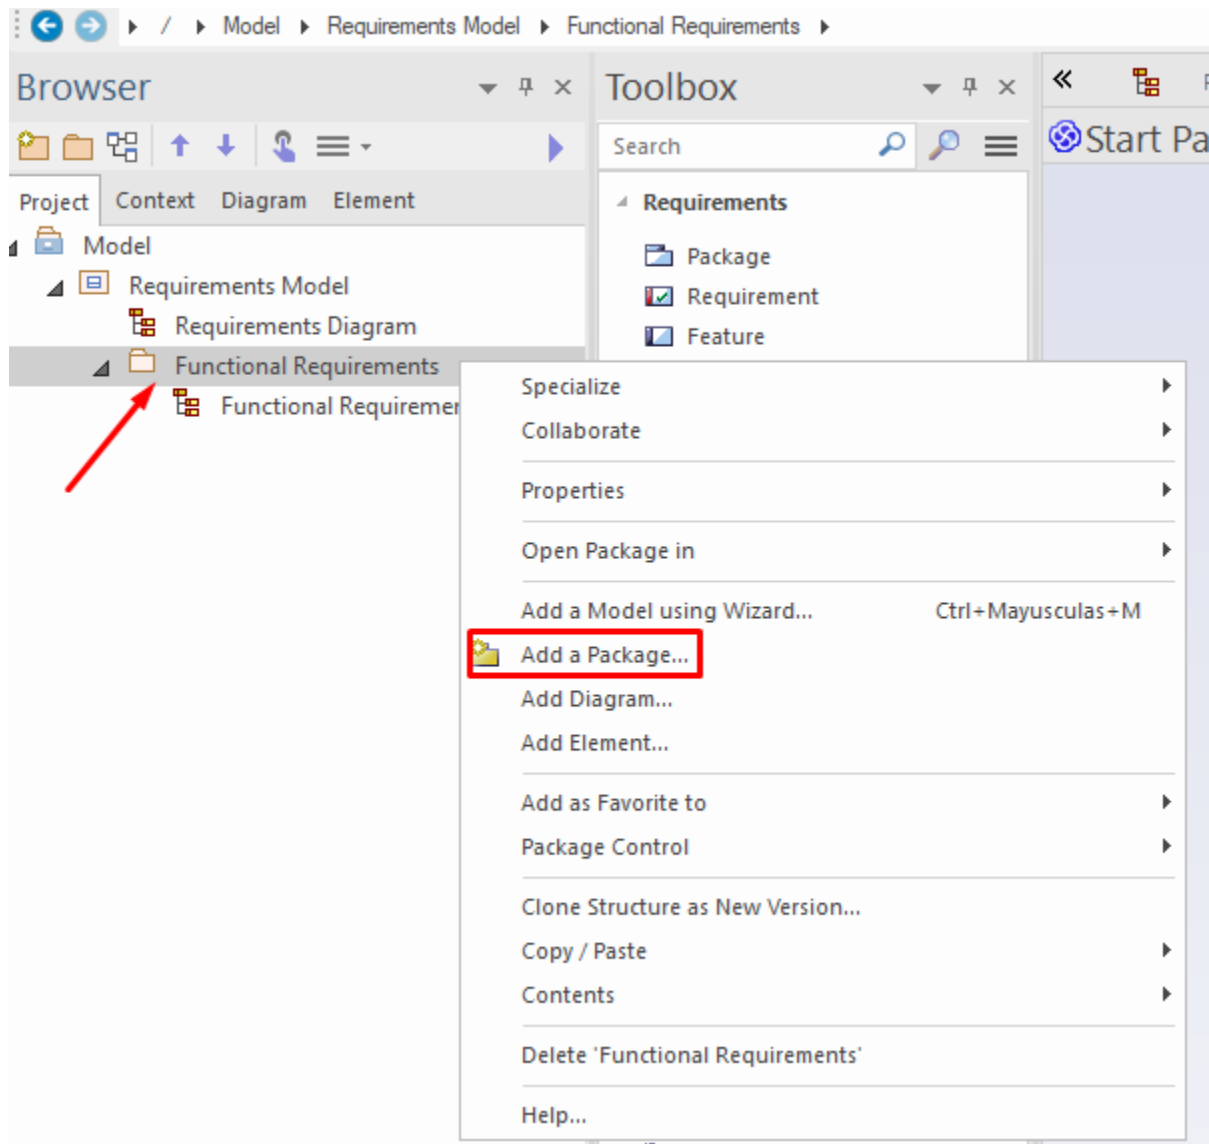 / Model Requirements Model Functional Requirements
Browser
Project Context Diagram Element
Model
Requirements Model
Requirements Diagram
Functional Requirements
Functional
Toolbox
Search
Requirements
Package
Requirement
Feature
Start
Specialize
Collaborate
Properties
Open Package in
Add a Model using Wizard... Ctrl+Mayusculas+M
Add a Package...
Add Diagram...
Add Element...
Add as Favorite to
Package Control
Clone Structure as New Version...
Copy / Paste
Contents
Delete 'Functional Requirements'
Help...